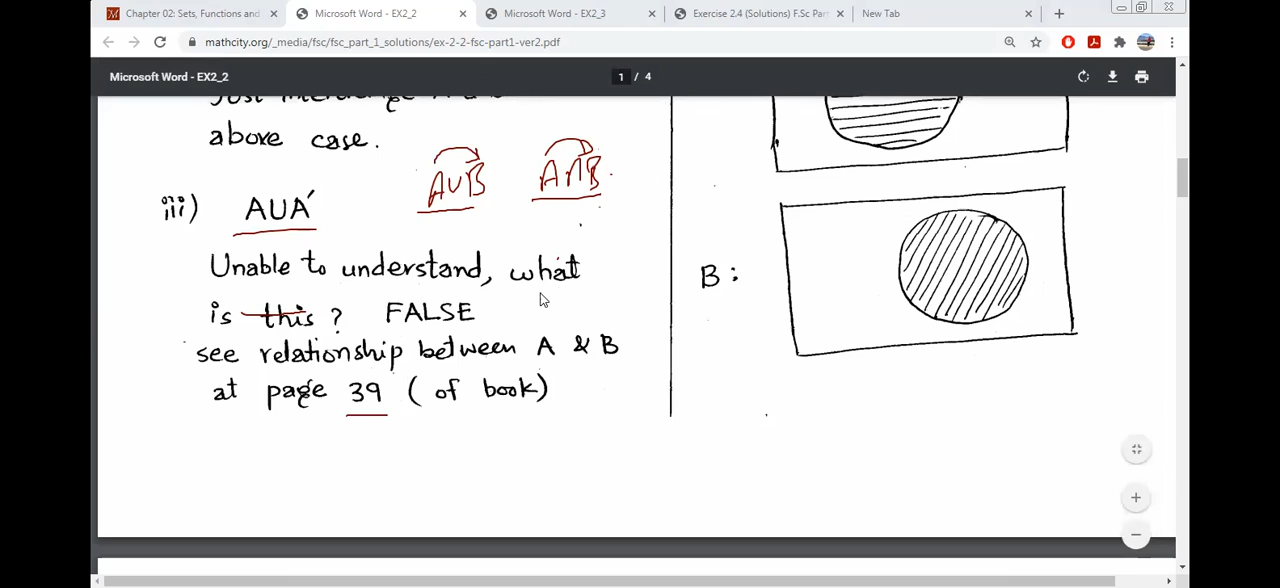 Chapter 02: Sets, Functions and
Microsoft Word - EX2_2
Microsoft Word - EX2_3
Exercise 2.4 (Solutions) F.Sc Par
New Tab
mathcity.org/_media/fsc/fsc_part_1_solutions/ex-2-2-fsc-part1-ver2.pdf
Microsoft Word - EX2_2
1 / 4
above case.
A∪B A∩B
iii) A∪A′
Unable to understand, what
is this ? FALSE
see relationship between A & B
at page 39 ( of book)
B :